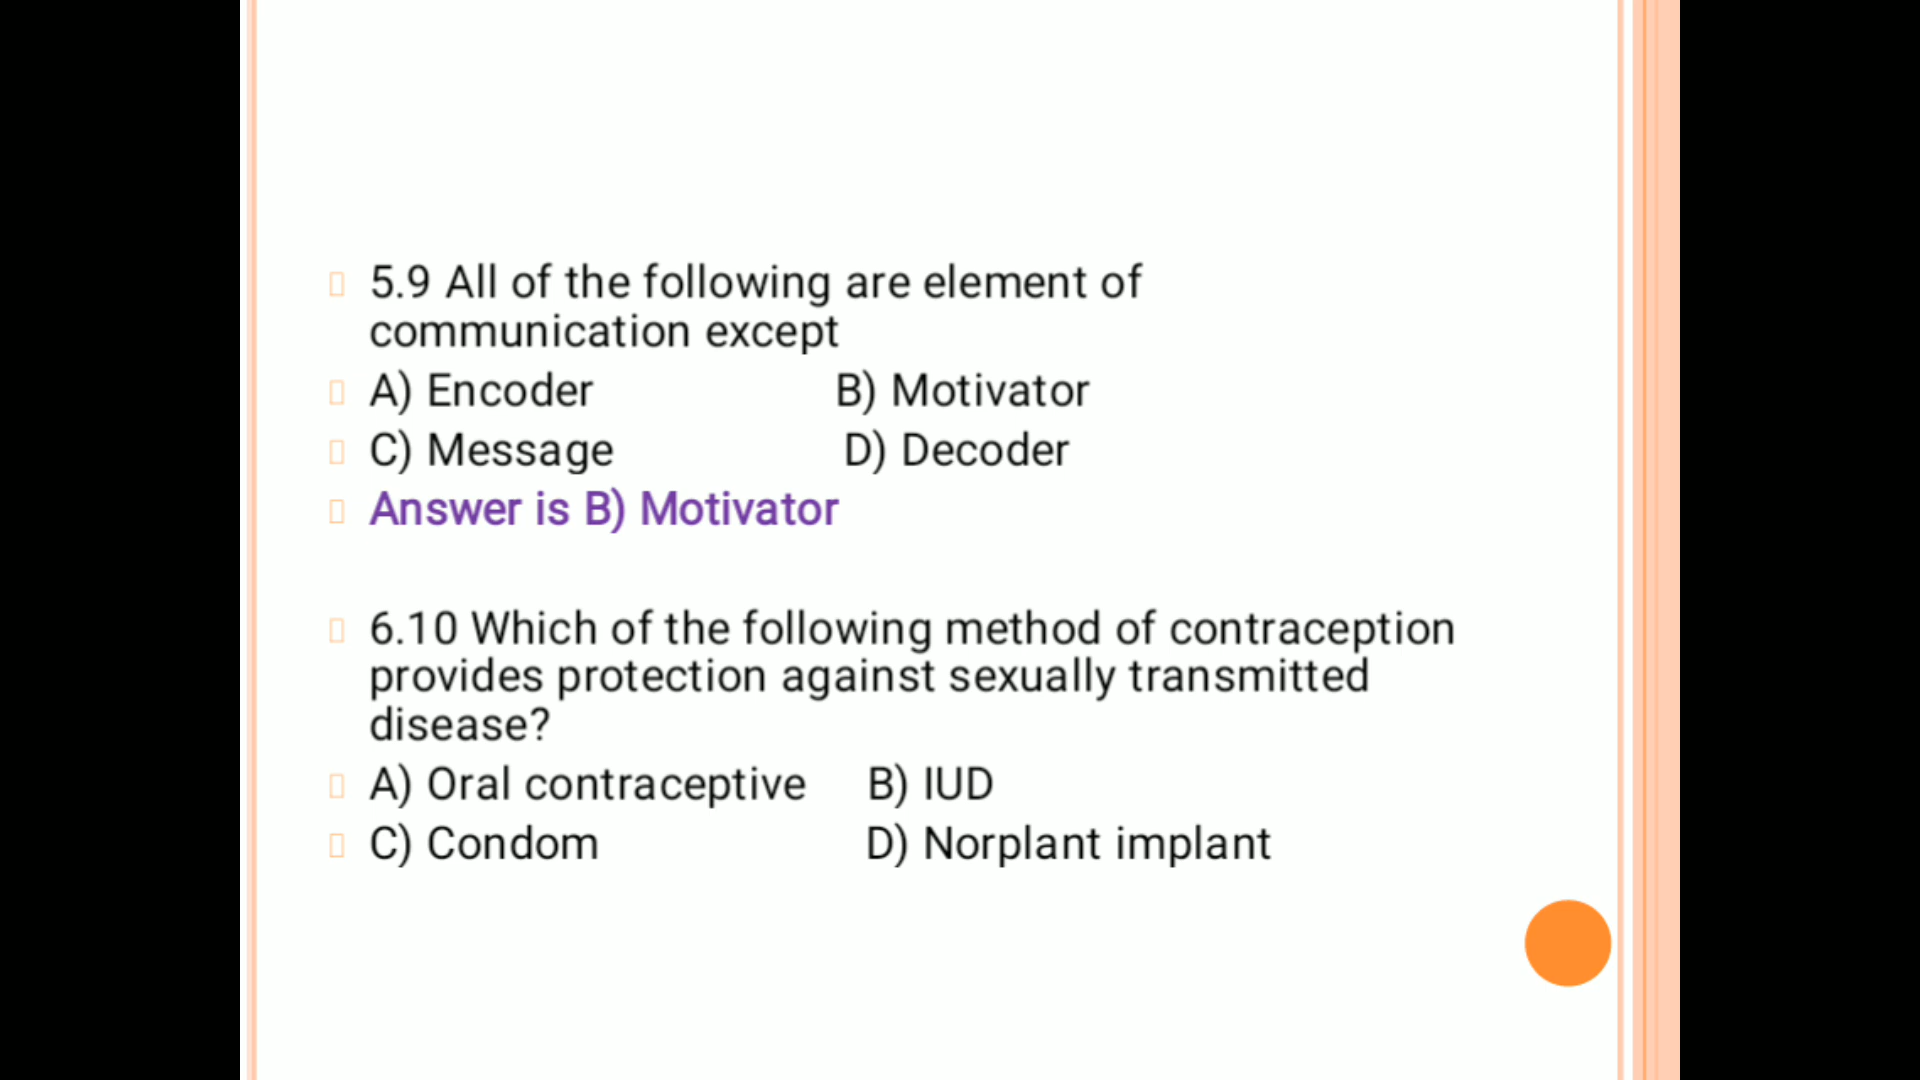 5.9 All of the following are element of
communication except
A) Encoder B) Motivator
C) Message D) Decoder
Answer is B) Motivator
6.10 Which of the following method of contraception
provides protection against sexually transmitted
disease?
A) Oral contraceptive B) IUD
C) Condom D) Norplant implant